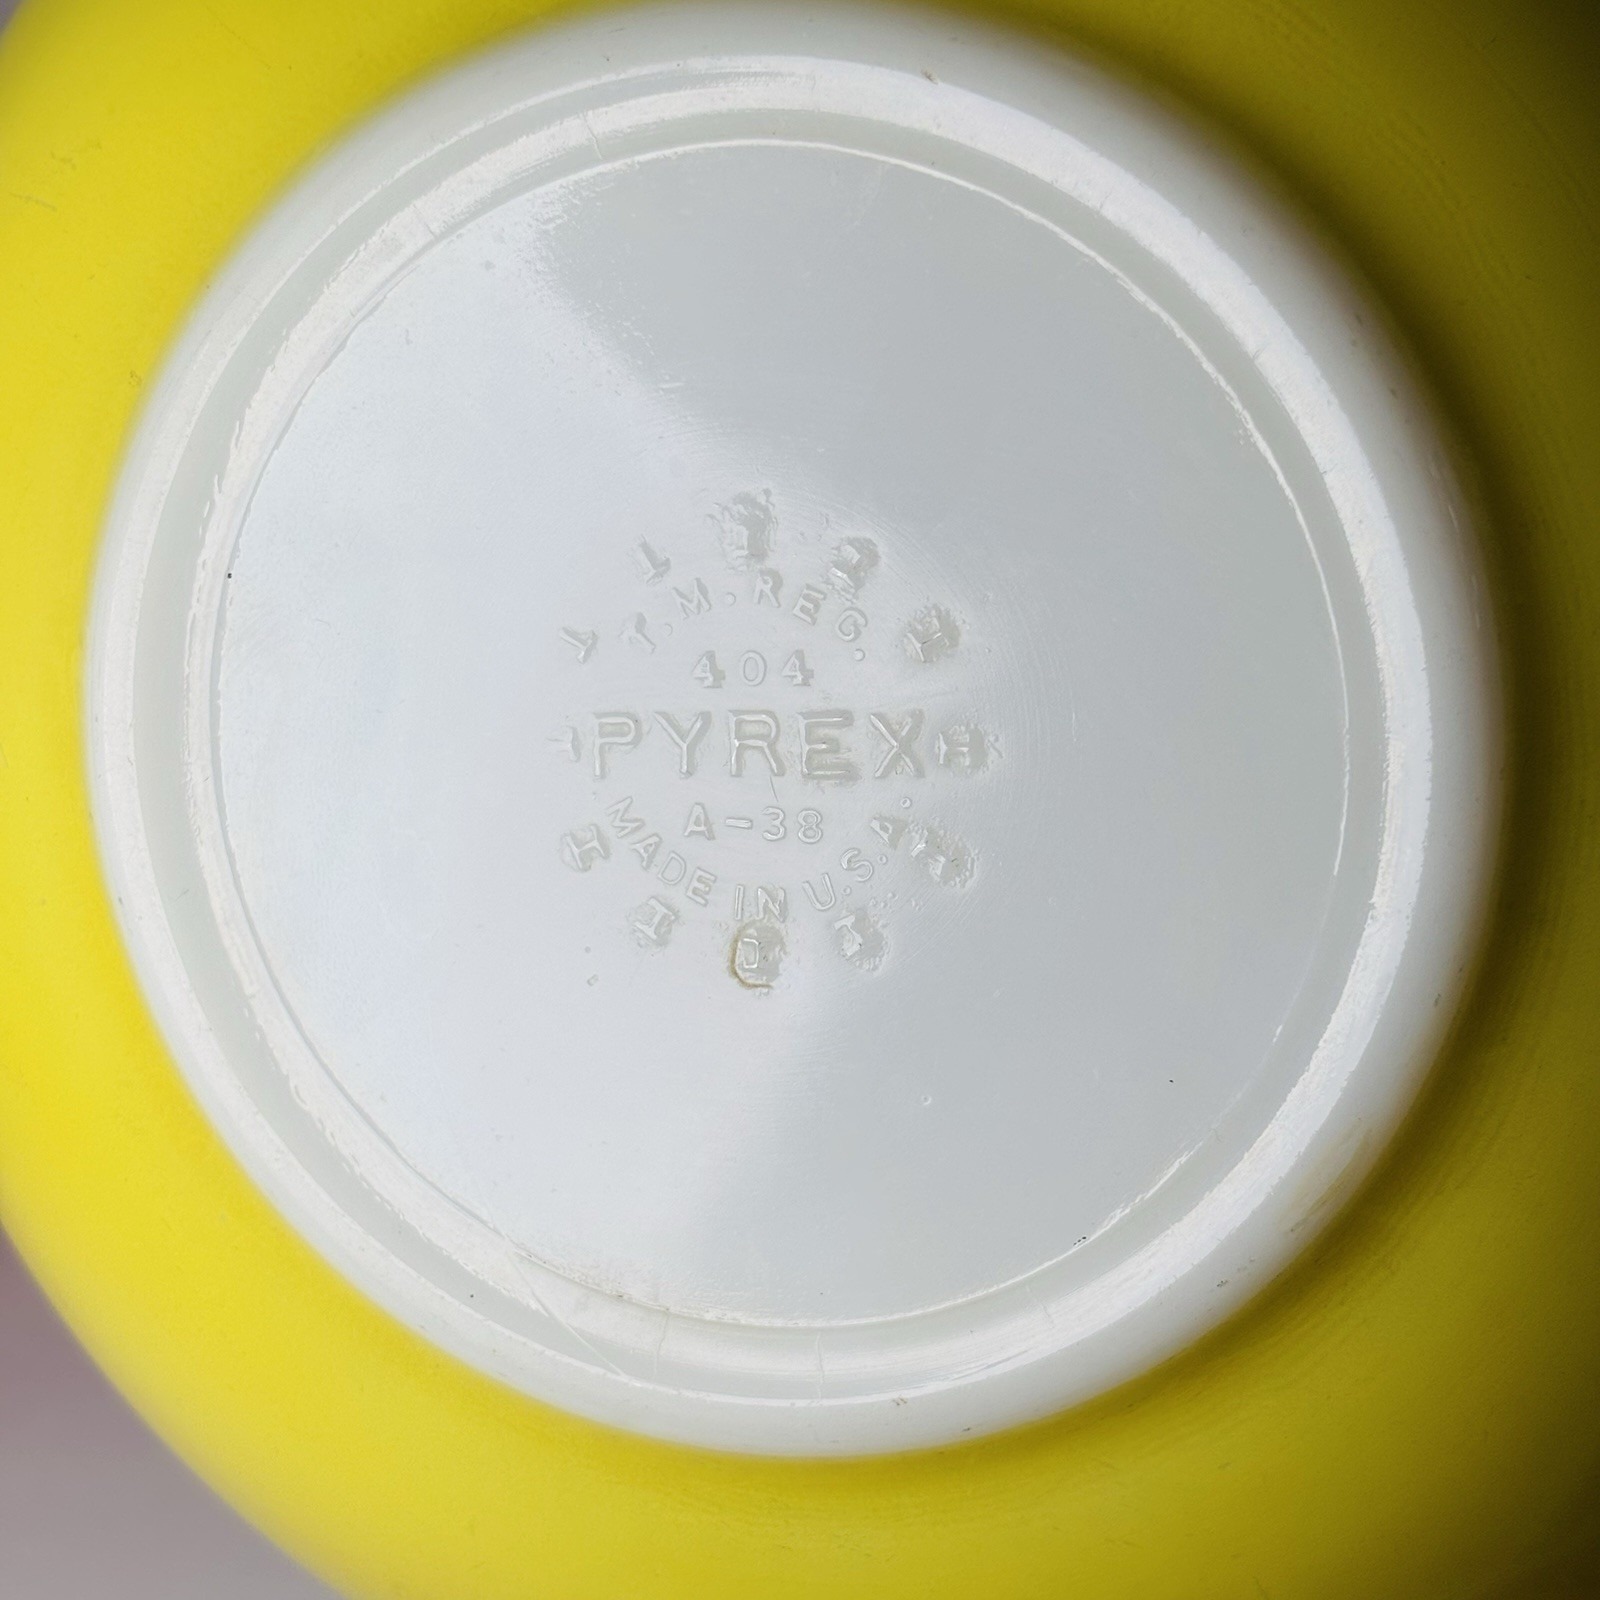 T.M. REG.
404
PYREX
A-38
MADE IN U.S.A.